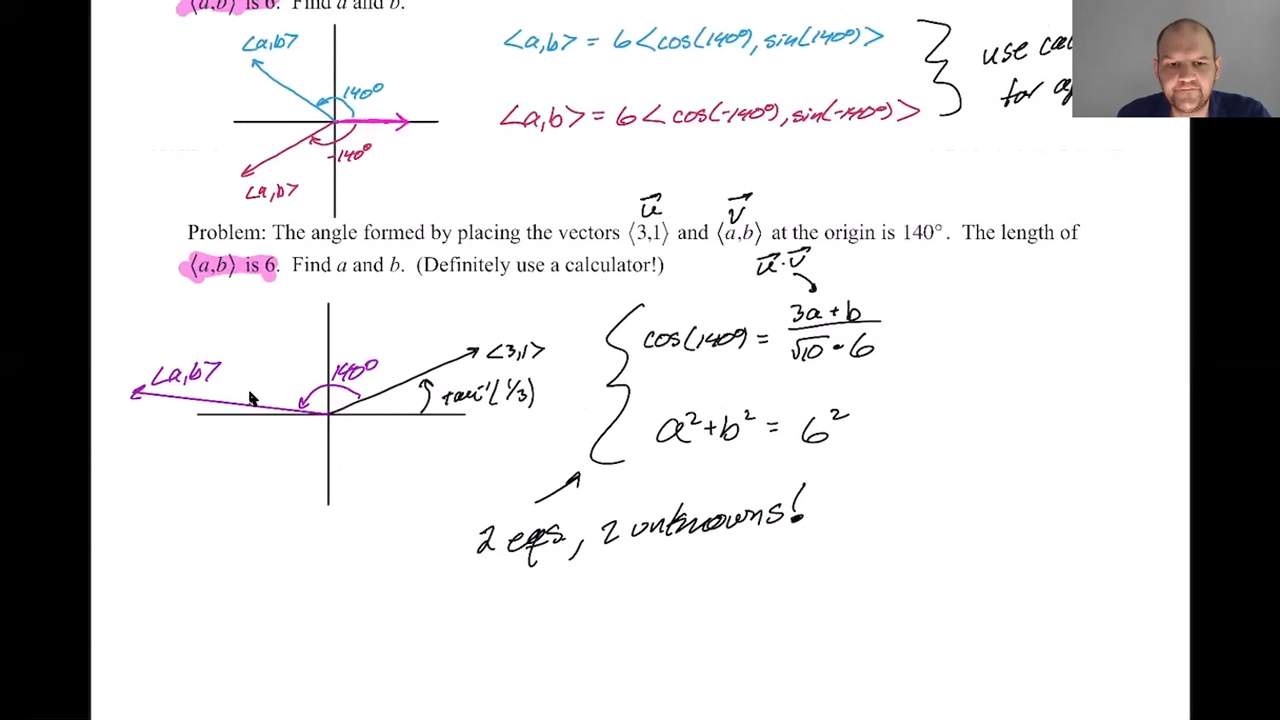 ⟨a,b⟩ is 6. Find a and b.
⟨a,b⟩
140°
-140°
⟨a,b⟩
⟨a,b⟩ = 6⟨cos(140°), sin(140°)⟩
⟨a,b⟩ = 6⟨cos(-140°), sin(-140°)⟩
use
for
u⃗ v⃗
Problem: The angle formed by placing the vectors ⟨3,1⟩ and ⟨a,b⟩ at the origin is 140°. The length of
⟨a,b⟩ is 6. Find a and b. (Definitely use a calculator!)
u⃗·v⃗
⟨a,b⟩
140°
⟨3,1⟩
tan⁻¹(1/3)
cos(140°) = (3a+b)/(√10·6)
a²+b² = 6²
2 eqs, 2 unknowns!